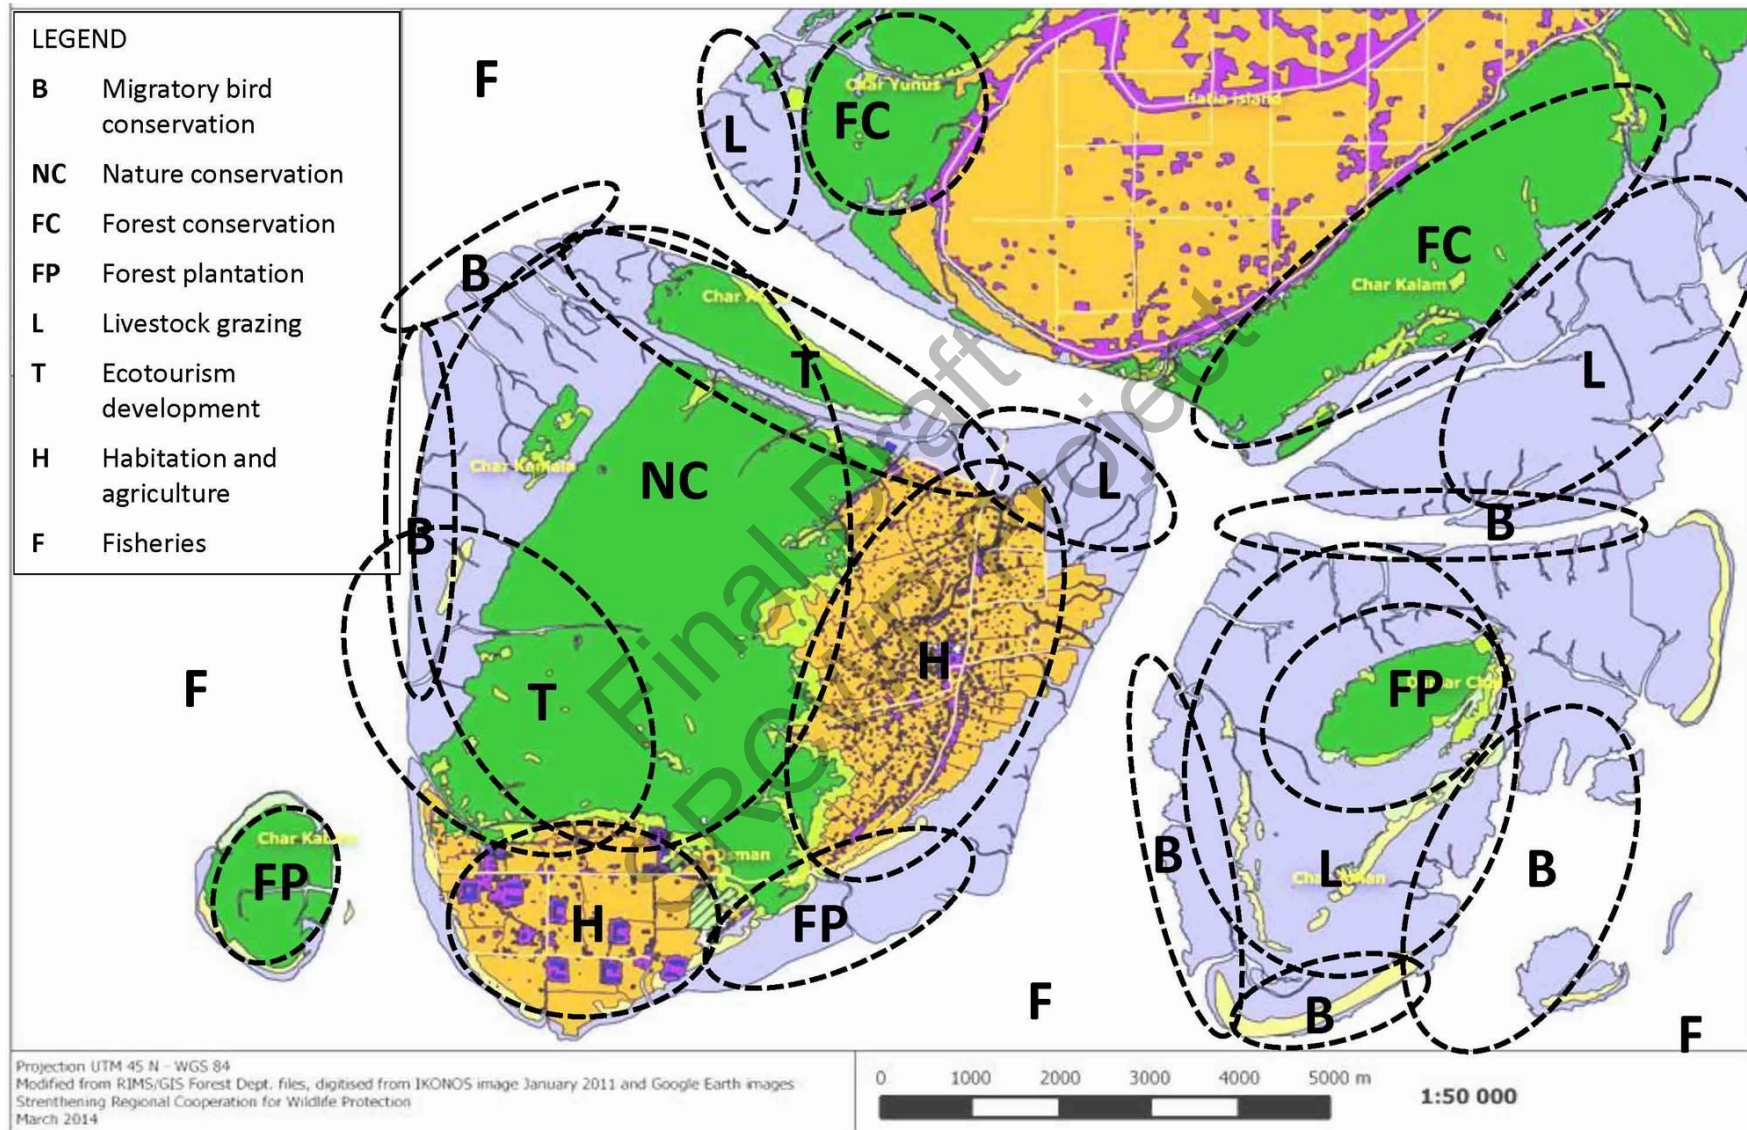 LEGEND
B Migratory bird
conservation
NC Nature conservation
FC Forest conservation
FP Forest plantation
L Livestock grazing
T Ecotourism
development
H Habitation and
agriculture
F Fisheries
F
L
Char Yunus
FC
Hatia Island
FC
Char Kalam
B
Char
T
L
NC
Char Kamala
L
B
B
H
F
T
FP
Char
FP
Osman
H
FP
B
Char
L
B
F
B
F
Final Draft
SRCWP Project
Projection UTM 45 N - WGS 84
Modified from RIMS/GIS Forest Dept. files, digitised from IKONOS image January 2011 and Google Earth images
Strenthening Regional Cooperation for Wildlife Protection
March 2014
0 1000 2000 3000 4000 5000 m
1:50 000